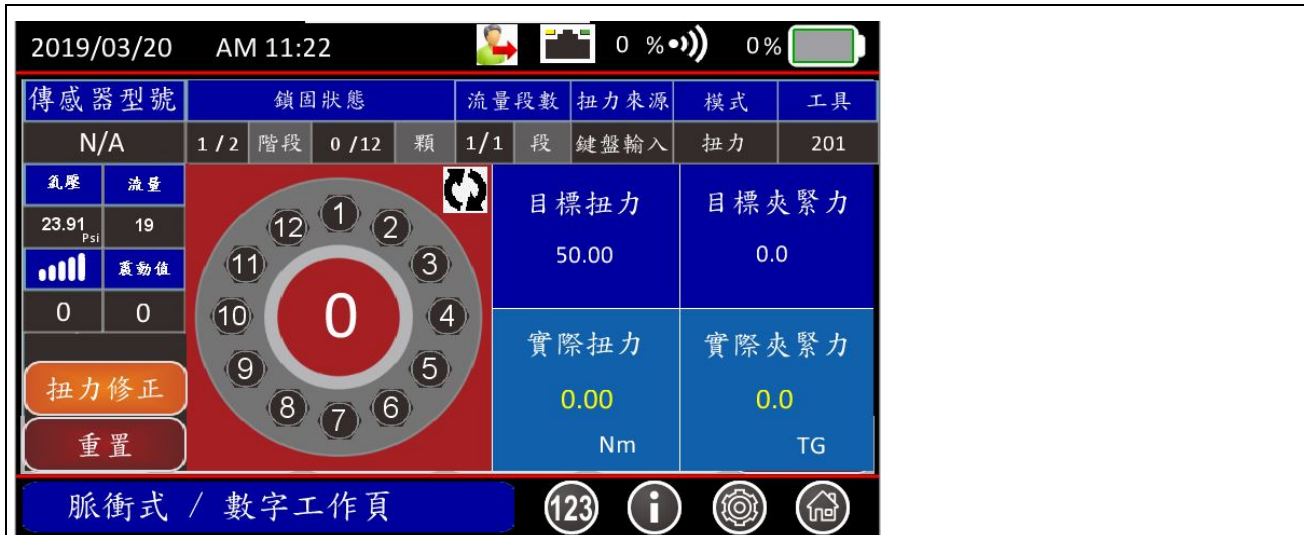 2019/03/20 AM 11:22 0 % 0%
傳感器型號 鎖固狀態 流量段數 扭力來源 模式 工具
N/A 1/2 階段 0/12 顆 1/1 段 鍵盤輸入 扭力 201
氣壓 流量
23.91 Psi 19
震動值
0 0
扭力修正
重置
12 1 2
11 3
10 0 4
9 5
8 7 6
目標扭力 目標夾緊力
50.00 0.0
實際扭力 實際夾緊力
0.00 0.0
Nm TG
脈衝式 / 數字工作頁 123 i